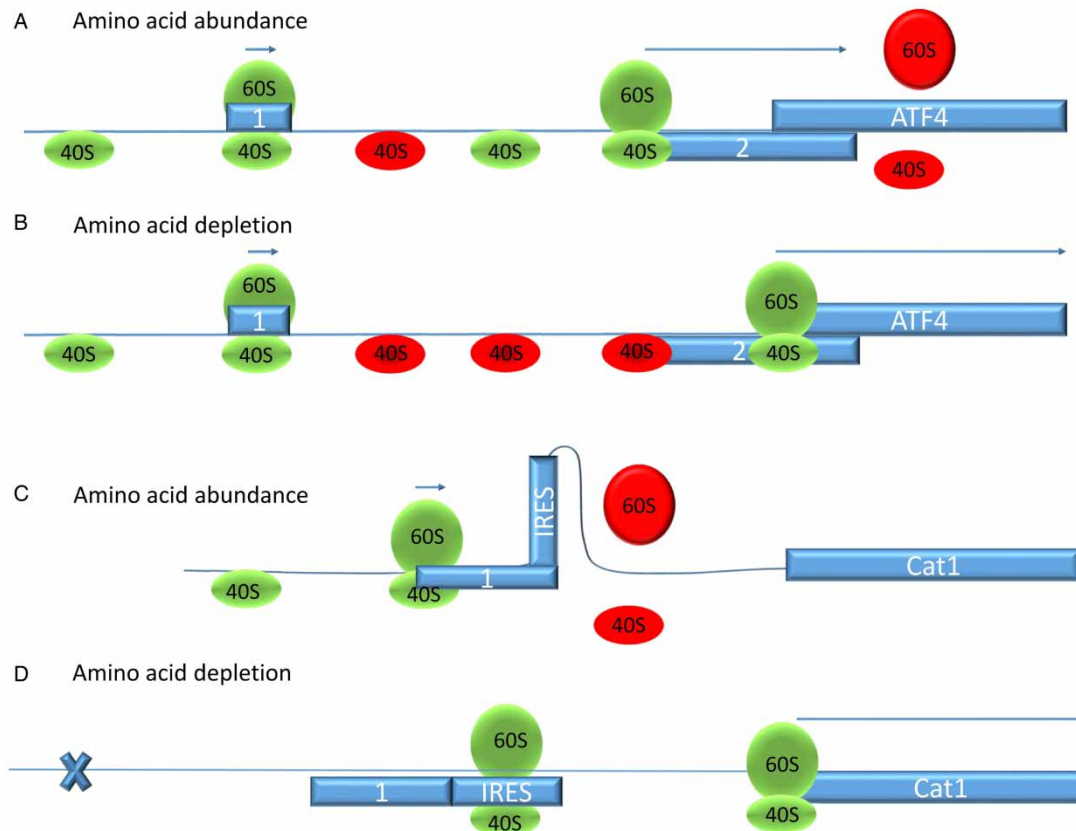 A Amino acid abundance
60S 60S 60S
1 ATF4
40S 40S 40S 40S 40S 2 40S
B Amino acid depletion
60S 60S
1 ATF4
40S 40S 40S 40S 40S 2 40S
C Amino acid abundance
IRES 60S
60S
1 Cat1
40S 40S 40S
D Amino acid depletion
60S 60S
1 IRES Cat1
40S 40S